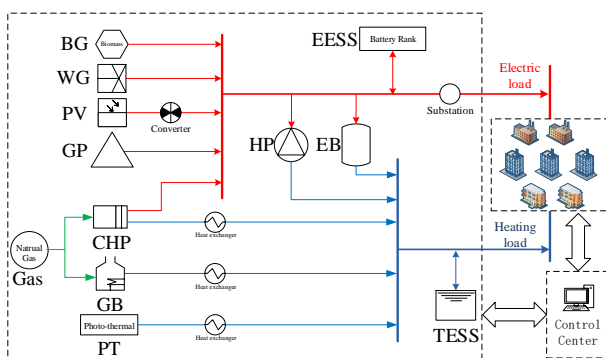 BG
Biomass
EESS
Battery Rank
WG
Electric
load
PV
Converter
Substation
GP
HP
EB
Natrual
Gas
Gas
CHP
Heat exchanger
Heating
load
GB
Heat exchanger
Photo-thermal
PT
Heat exchanger
TESS
Control
Center